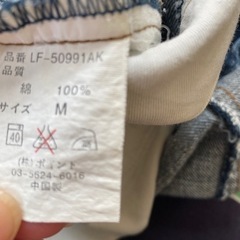 品番 LF-50991AK
品質
綿 100%
サイズ M
40
(株)ポイント
03-5624-6016
中国製